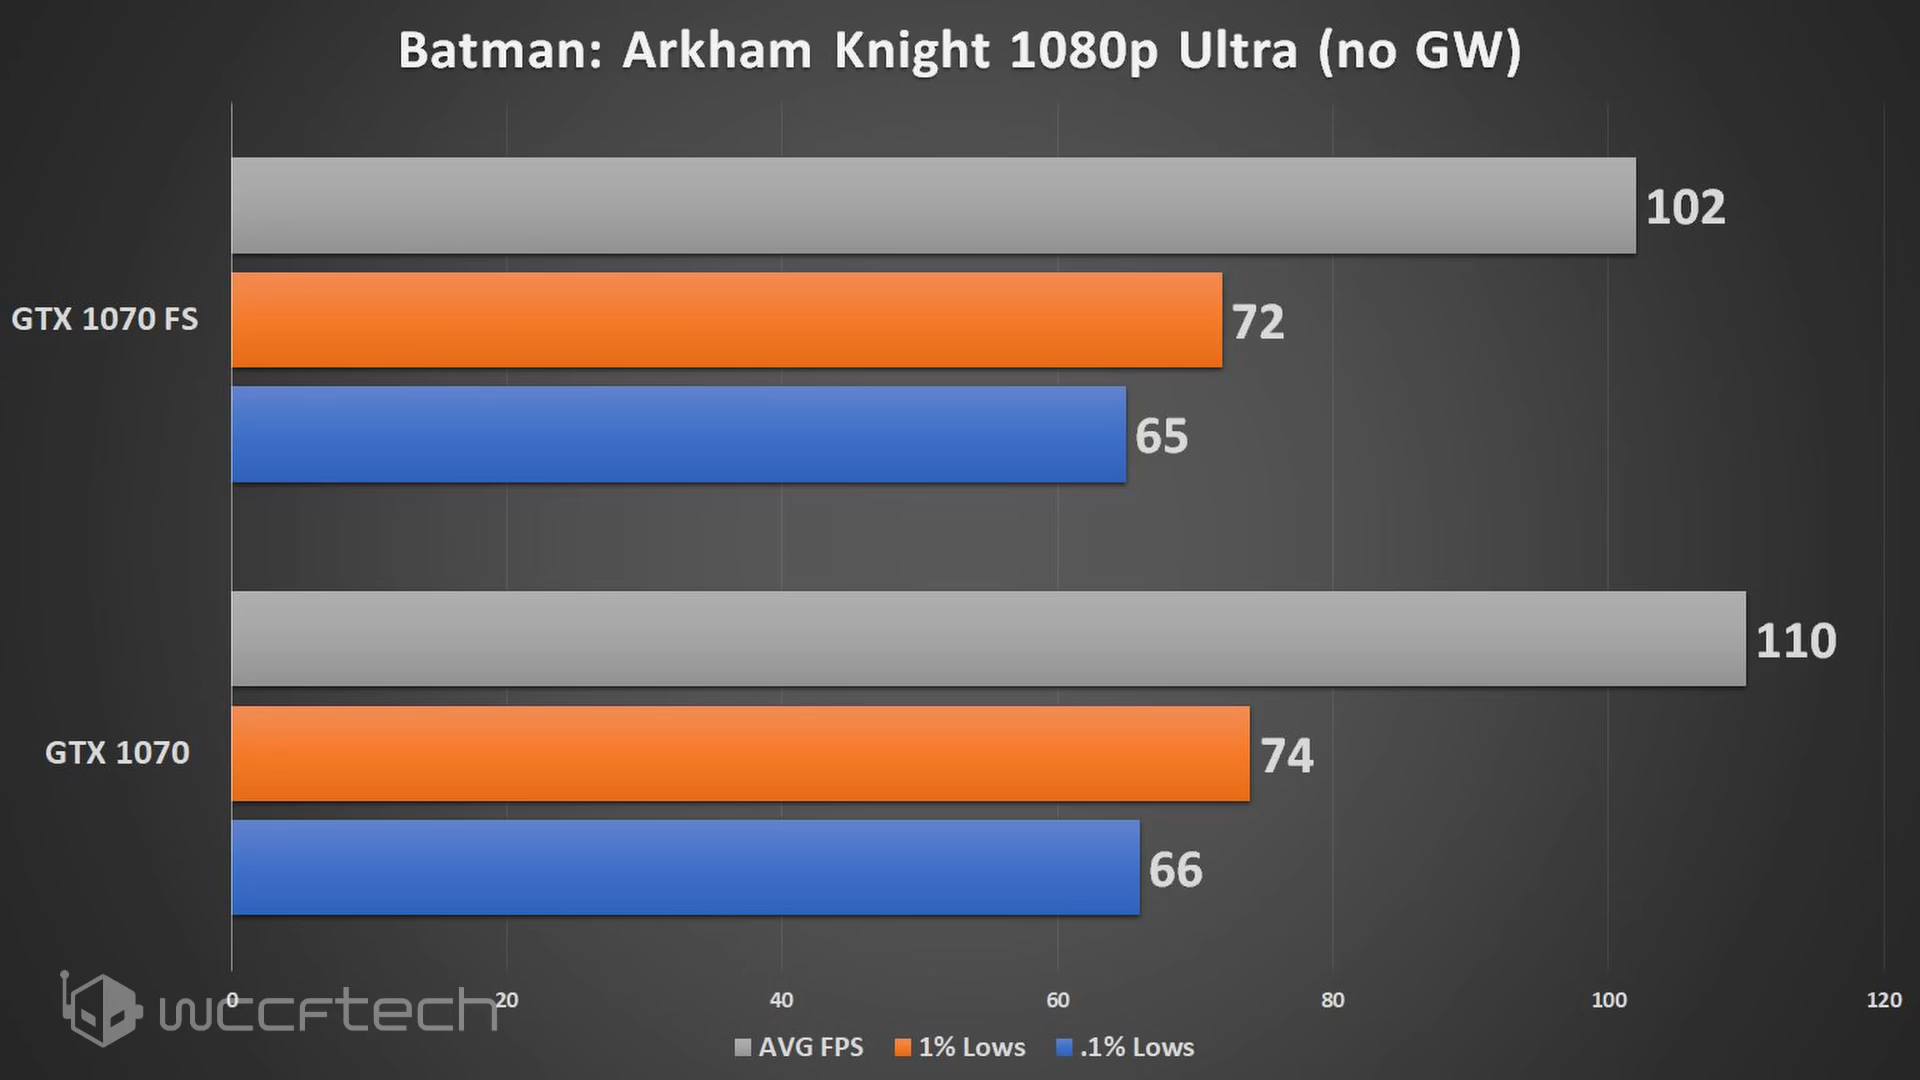 Batman: Arkham Knight 1080p Ultra (no GW)
102
GTX 1070 FS
72
65
110
GTX 1070
74
66
0 20 40 60 80 100 120
wccftech
AVG FPS 1% Lows .1% Lows